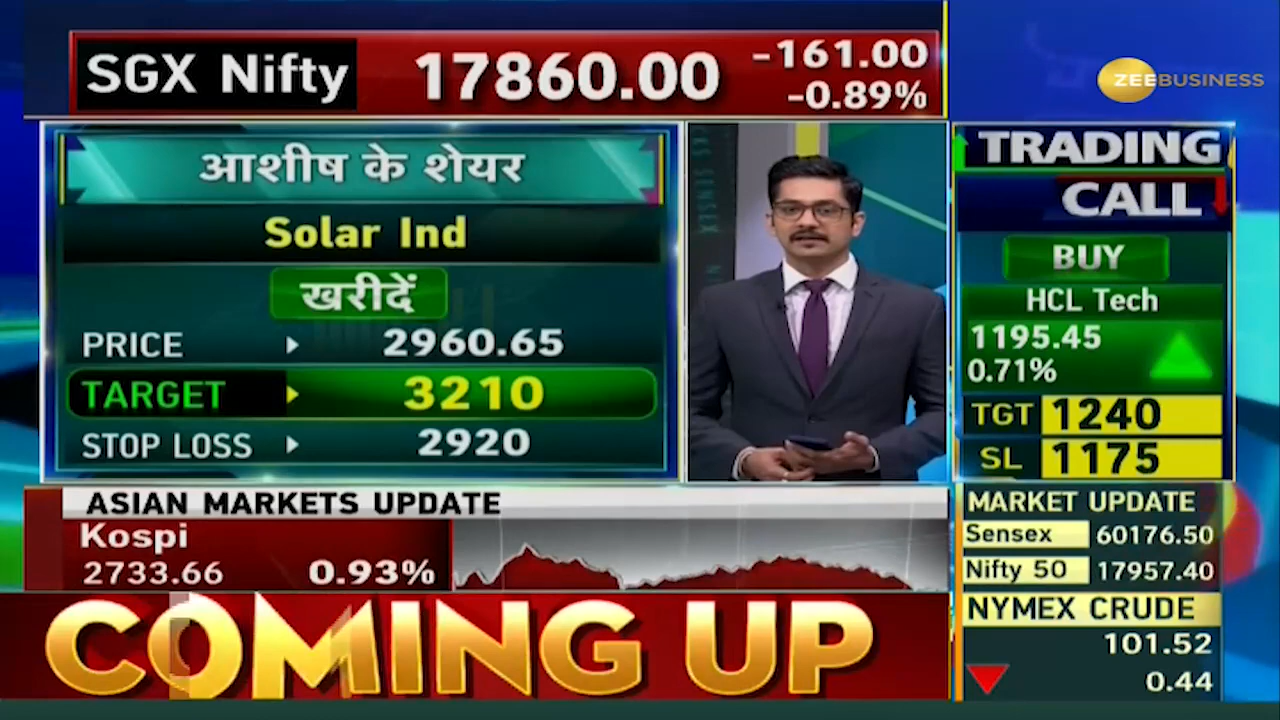 SGX Nifty
17860.00
-161.00
-0.89%
ZEEBUSINESS
आशीष के शेयर
Solar Ind
खरीदें
PRICE 2960.65
TARGET 3210
STOP LOSS 2920
TRADING
CALL
BUY
HCL Tech
1195.45
0.71%
TGT 1240
SL 1175
ASIAN MARKETS UPDATE
Kospi
2733.66 0.93%
MARKET UPDATE
Sensex 60176.50
Nifty 50 17957.40
NYMEX CRUDE
101.52
0.44
COMING UP